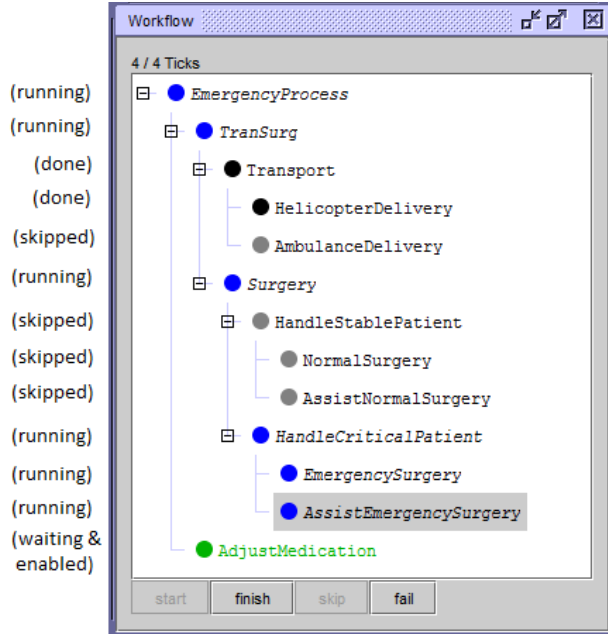 Workflow
4 / 4 Ticks
(running) EmergencyProcess
(running) TranSurg
(done) Transport
(done) HelicopterDelivery
(skipped) AmbulanceDelivery
(running) Surgery
(skipped) HandleStablePatient
(skipped) NormalSurgery
(skipped) AssistNormalSurgery
(running) HandleCriticalPatient
(running) EmergencySurgery
(running) AssistEmergencySurgery
(waiting &
enabled) AdjustMedication
start finish skip fail